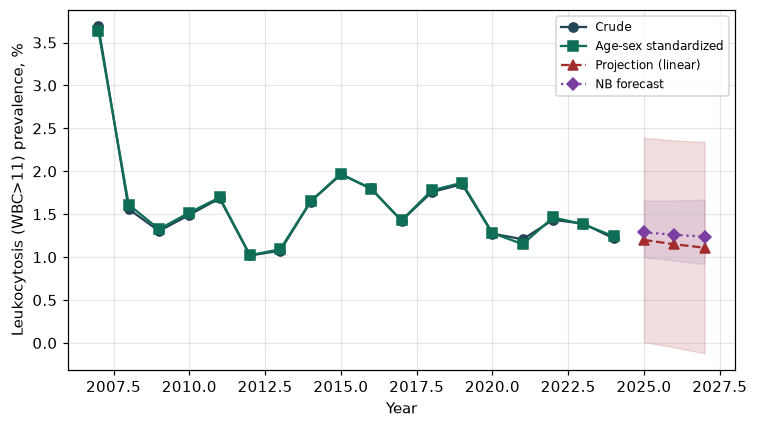 Leukocytosis (WBC>11) prevalence, %
3.5
3.0
2.5
2.0
1.5
1.0
0.5
0.0
Crude
Age-sex standardized
Projection (linear)
NB forecast
2007.5 2010.0 2012.5 2015.0 2017.5 2020.0 2022.5 2025.0 2027.5
Year